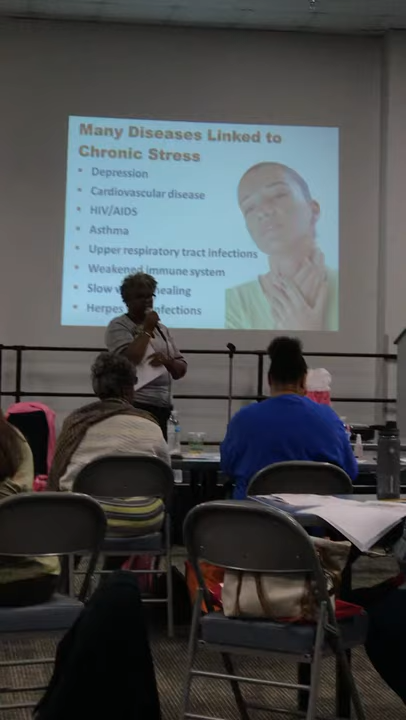 Many Diseases Linked to
Chronic Stress
• Depression
• Cardiovascular disease
• HIV/AIDS
• Asthma
• Upper respiratory tract infections
• Weakened immune system
• Slow healing
• Herpes infections